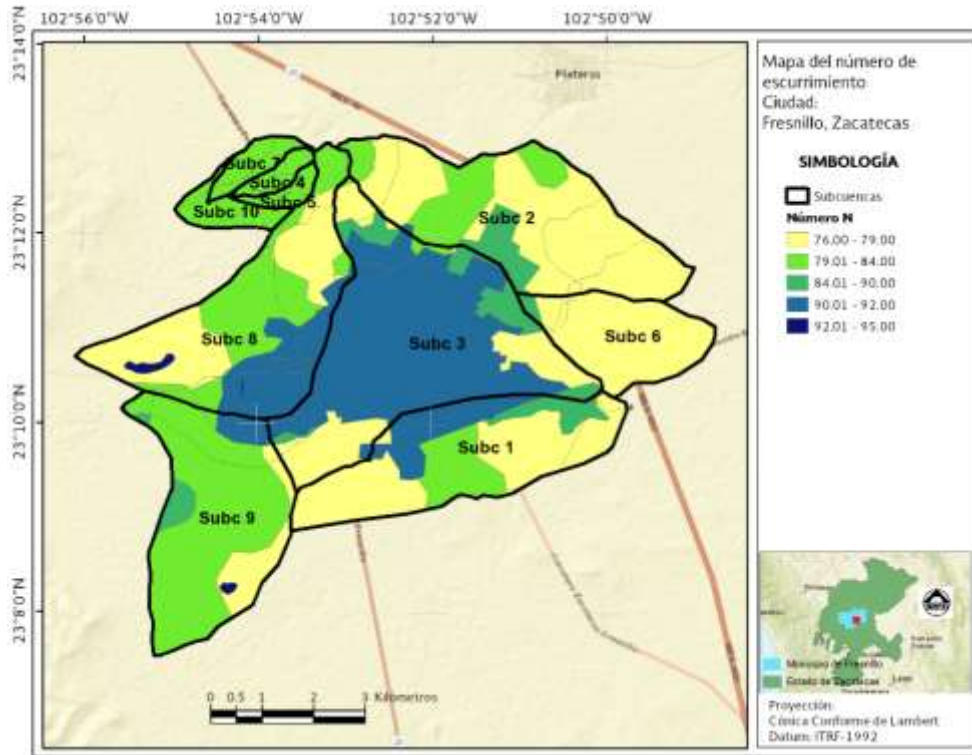 102°56'0"W 102°54'0"W 102°52'0"W 102°50'0"W
23°14'0"N
23°12'0"N
23°10'0"N
23°8'0"N
Plateros
Subc 7
Subc 4
Subc 5
Subc 10
Subc 2
Subc 8
Subc 3
Subc 6
Subc 1
Subc 9
0 0.5 1 2 3 Kilometros
Mapa del número de
escurrimiento
Ciudad:
Fresnillo, Zacatecas
SIMBOLOGÍA
Subcuencas
Número N
76.00 - 79.00
79.01 - 84.00
84.01 - 90.00
90.01 - 92.00
92.01 - 95.00
Municipio de Fresnillo
Estado de Zacatecas
Proyección:
Cónica Conforme de Lambert
Datum: ITRF-1992